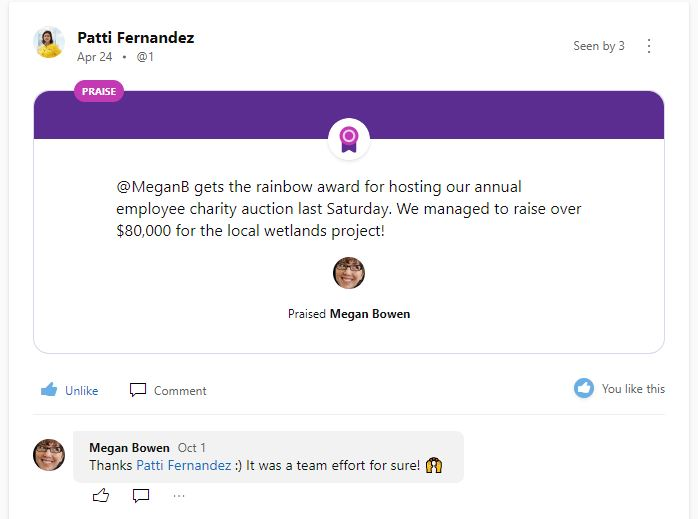 Patti Fernandez
Apr 24 • @1
Seen by 3
PRAISE
@MeganB gets the rainbow award for hosting our annual
employee charity auction last Saturday. We managed to raise over
$80,000 for the local wetlands project!
Praised Megan Bowen
Unlike
Comment
You like this
Megan Bowen Oct 1
Thanks Patti Fernandez :) It was a team effort for sure! 🙌